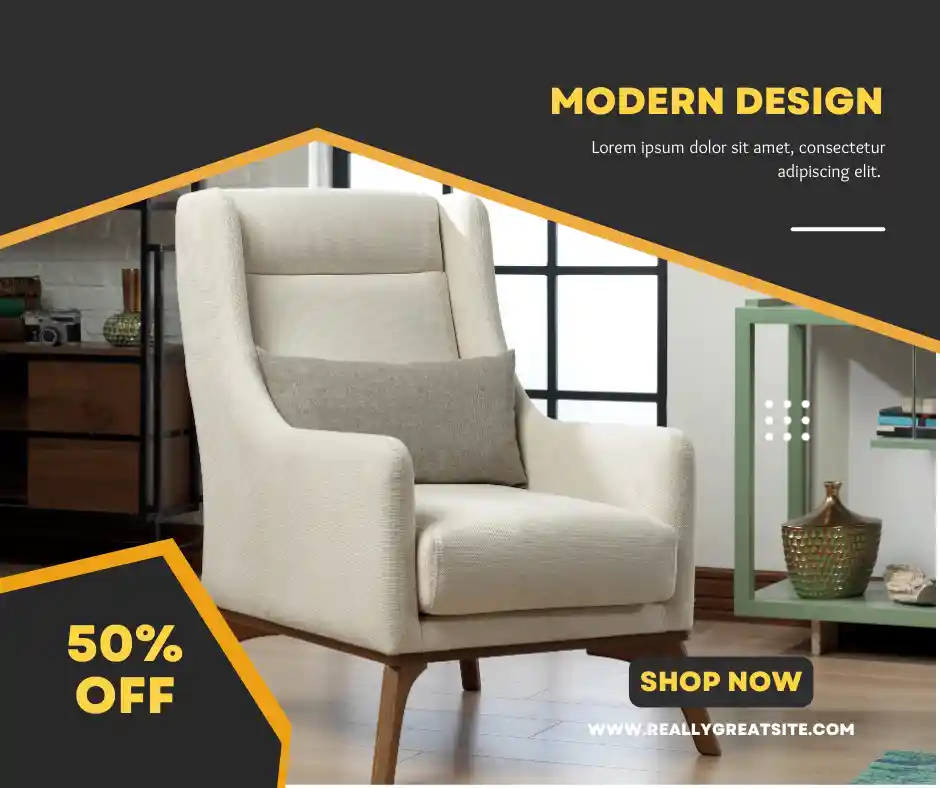 MODERN DESIGN
Lorem ipsum dolor sit amet, consectetur
adipiscing elit.
50%
OFF
SHOP NOW
WWW.REALLYGREATSITE.COM